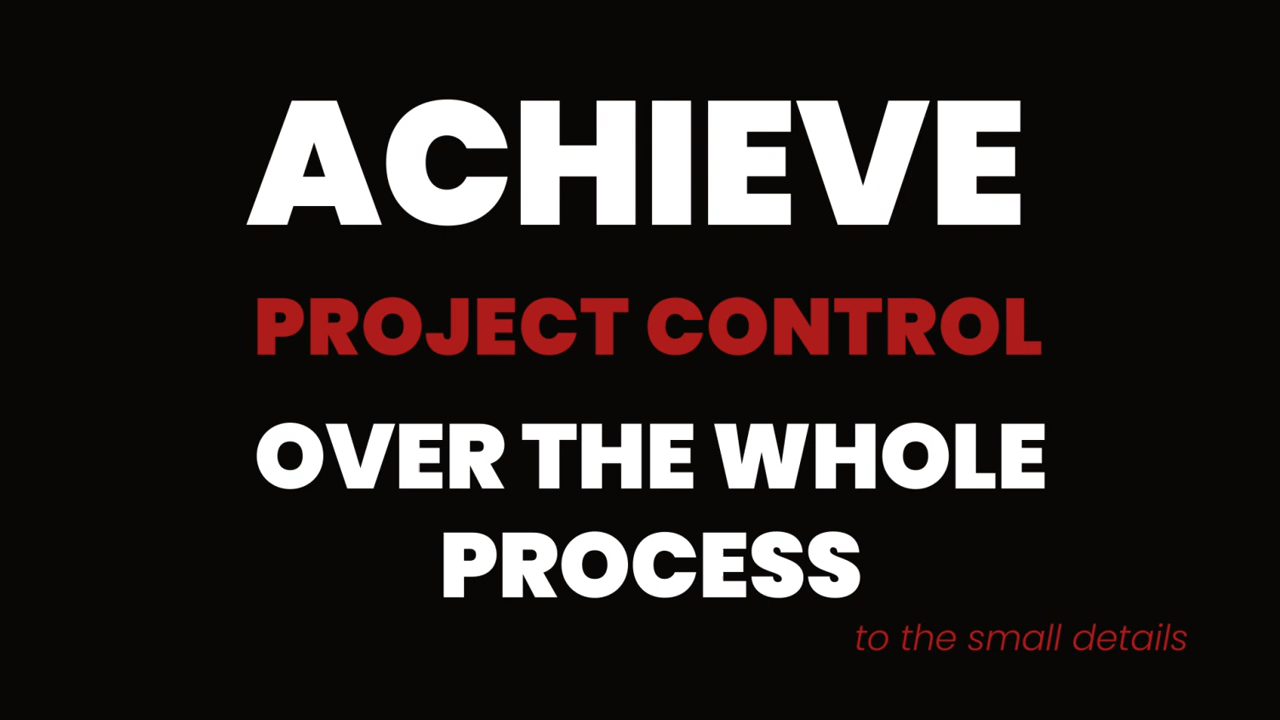 ACHIEVE
PROJECT CONTROL
OVER THE WHOLE
PROCESS
to the small details